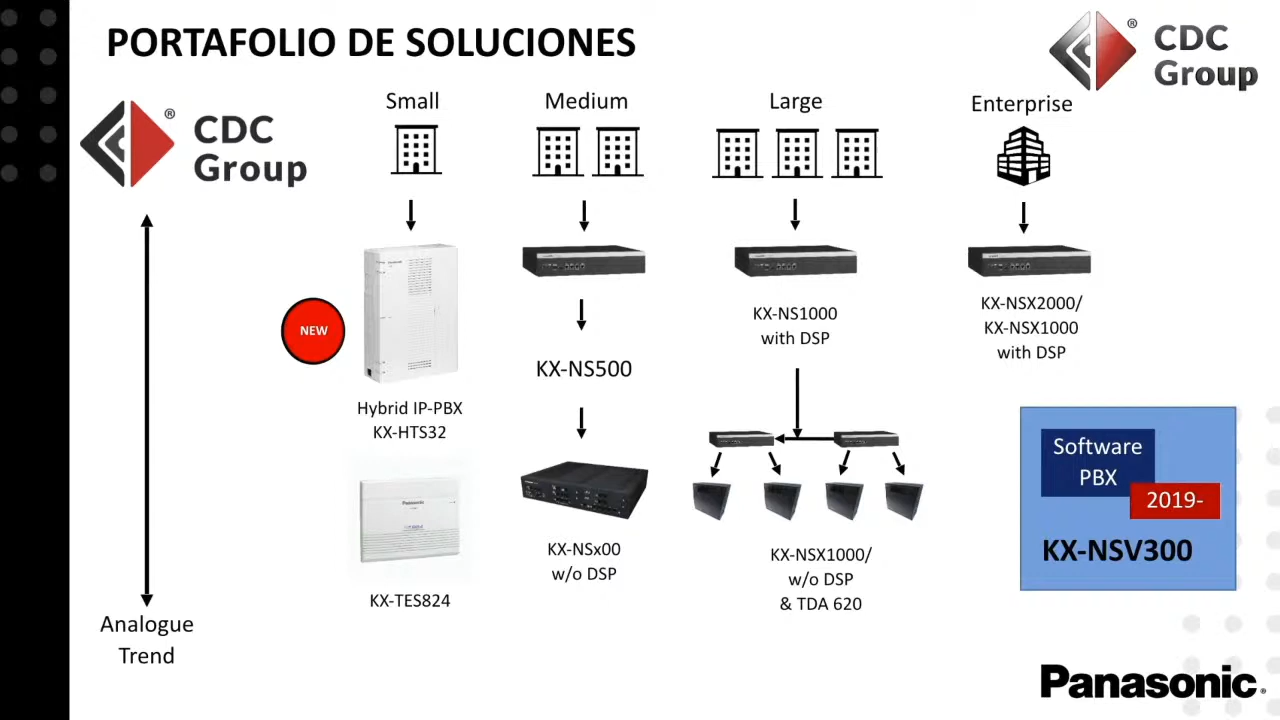 PORTAFOLIO DE SOLUCIONES
CDC
Group
®
CDC
Group
®
Small
Medium
Large
Enterprise
NEW
Hybrid IP-PBX
KX-HTS32
Panasonic
KX-TES824
KX-NS500
KX-NSx00
w/o DSP
KX-NS1000
with DSP
KX-NSX1000/
w/o DSP
& TDA 620
KX-NSX2000/
KX-NSX1000
with DSP
Software
PBX
2019-
KX-NSV300
Analogue
Trend
Panasonic®